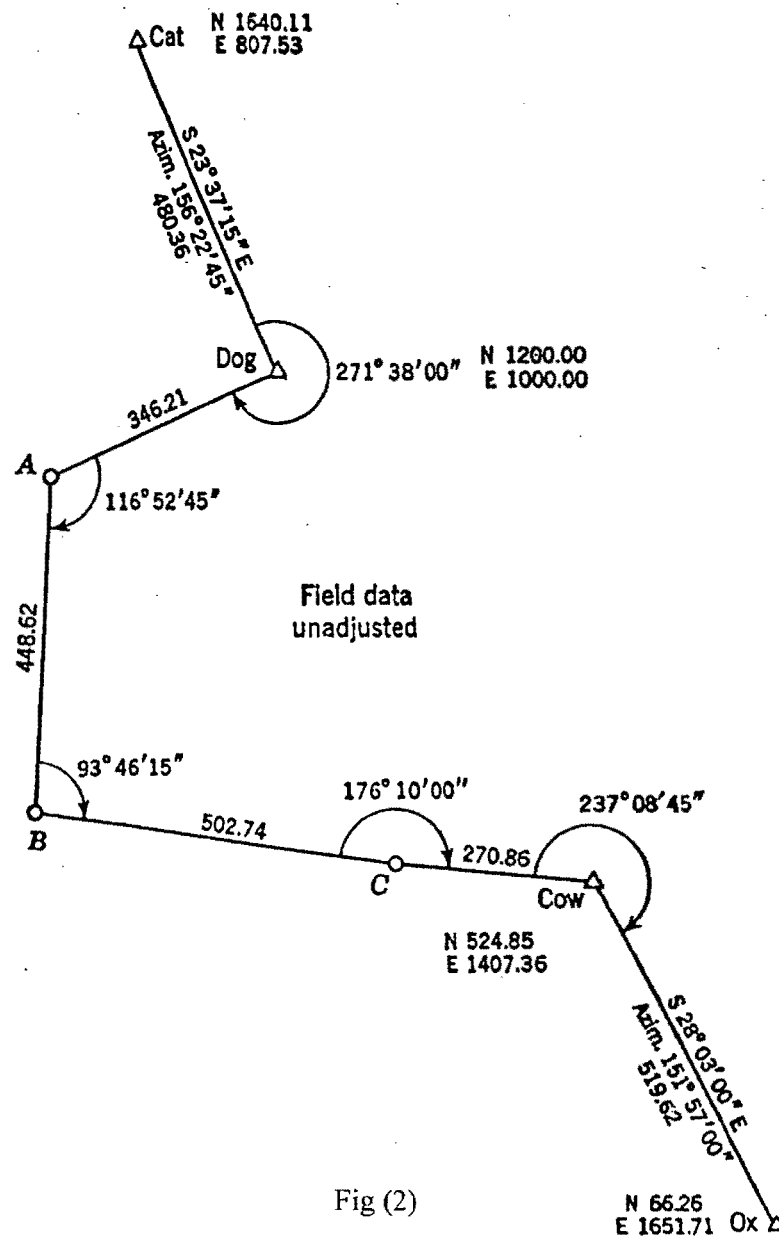 Cat
N 1640.11
E 807.53
S 23° 37' 15" E
Azim. 156° 22' 45"
480.36
Dog
271° 38' 00"
N 1200.00
E 1000.00
346.21
A
116° 52' 45"
Field data
unadjusted
448.62
93° 46' 15"
B
502.74
176° 10' 00"
C
270.86
237° 08' 45"
Cow
N 524.85
E 1407.36
S 28° 03' 00" E
Azim. 151° 57' 00"
519.62
Fig (2)
N 66.26
E 1651.71
Ox